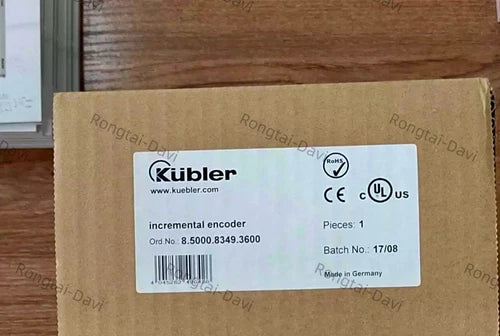 Kübler
www.kuebler.com
RoHS
CE
c UL US
incremental encoder
Ord.No.: 8.5000.8349.3600
Pieces: 1
Batch No.: 17/08
Made in Germany
Rongtai-Davi
Rongtai-Davi
Rongtai-Davi
Rongtai-Davi
Rongtai-Davi
Rongtai-Davi
Rongtai-Davi
Rongtai-Davi